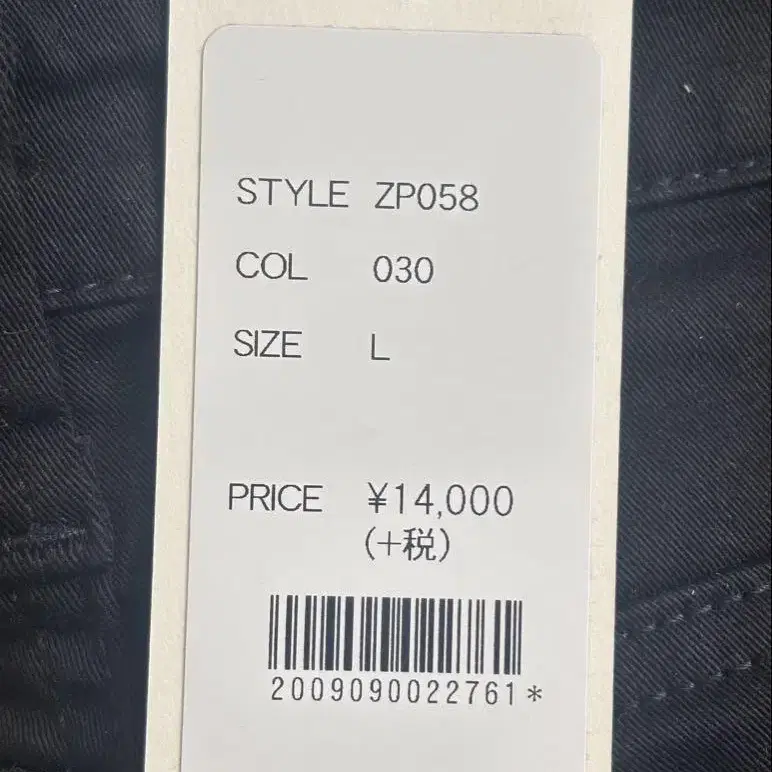 STYLE ZP058
COL 030
SIZE L
PRICE ¥14,000
(+税)
2009090022761*